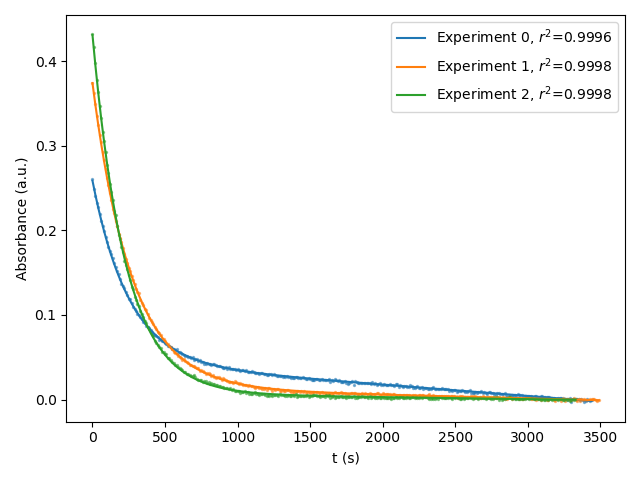 Experiment 0, r²=0.9996
Experiment 1, r²=0.9998
Experiment 2, r²=0.9998
Absorbance (a.u.)
0.4
0.3
0.2
0.1
0.0
0 500 1000 1500 2000 2500 3000 3500
t (s)